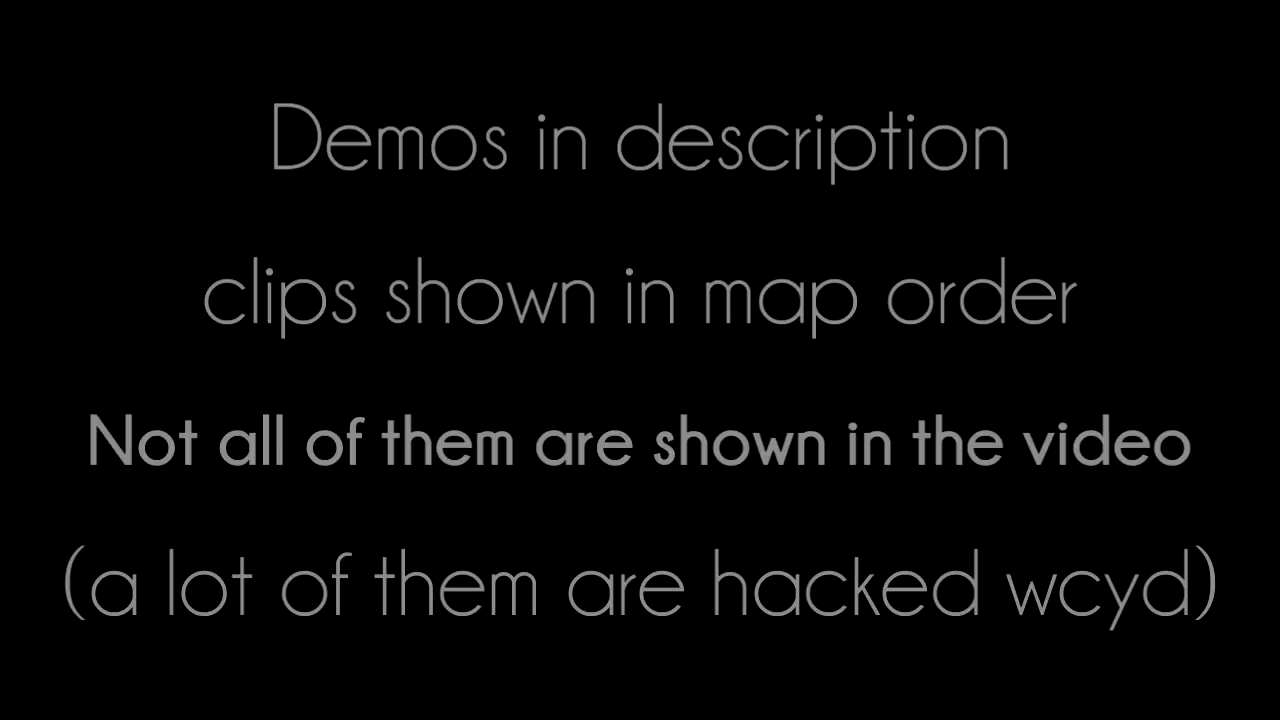 Demos in description
clips shown in map order
Not all of them are shown in the video
(a lot of them are hacked wcyd)